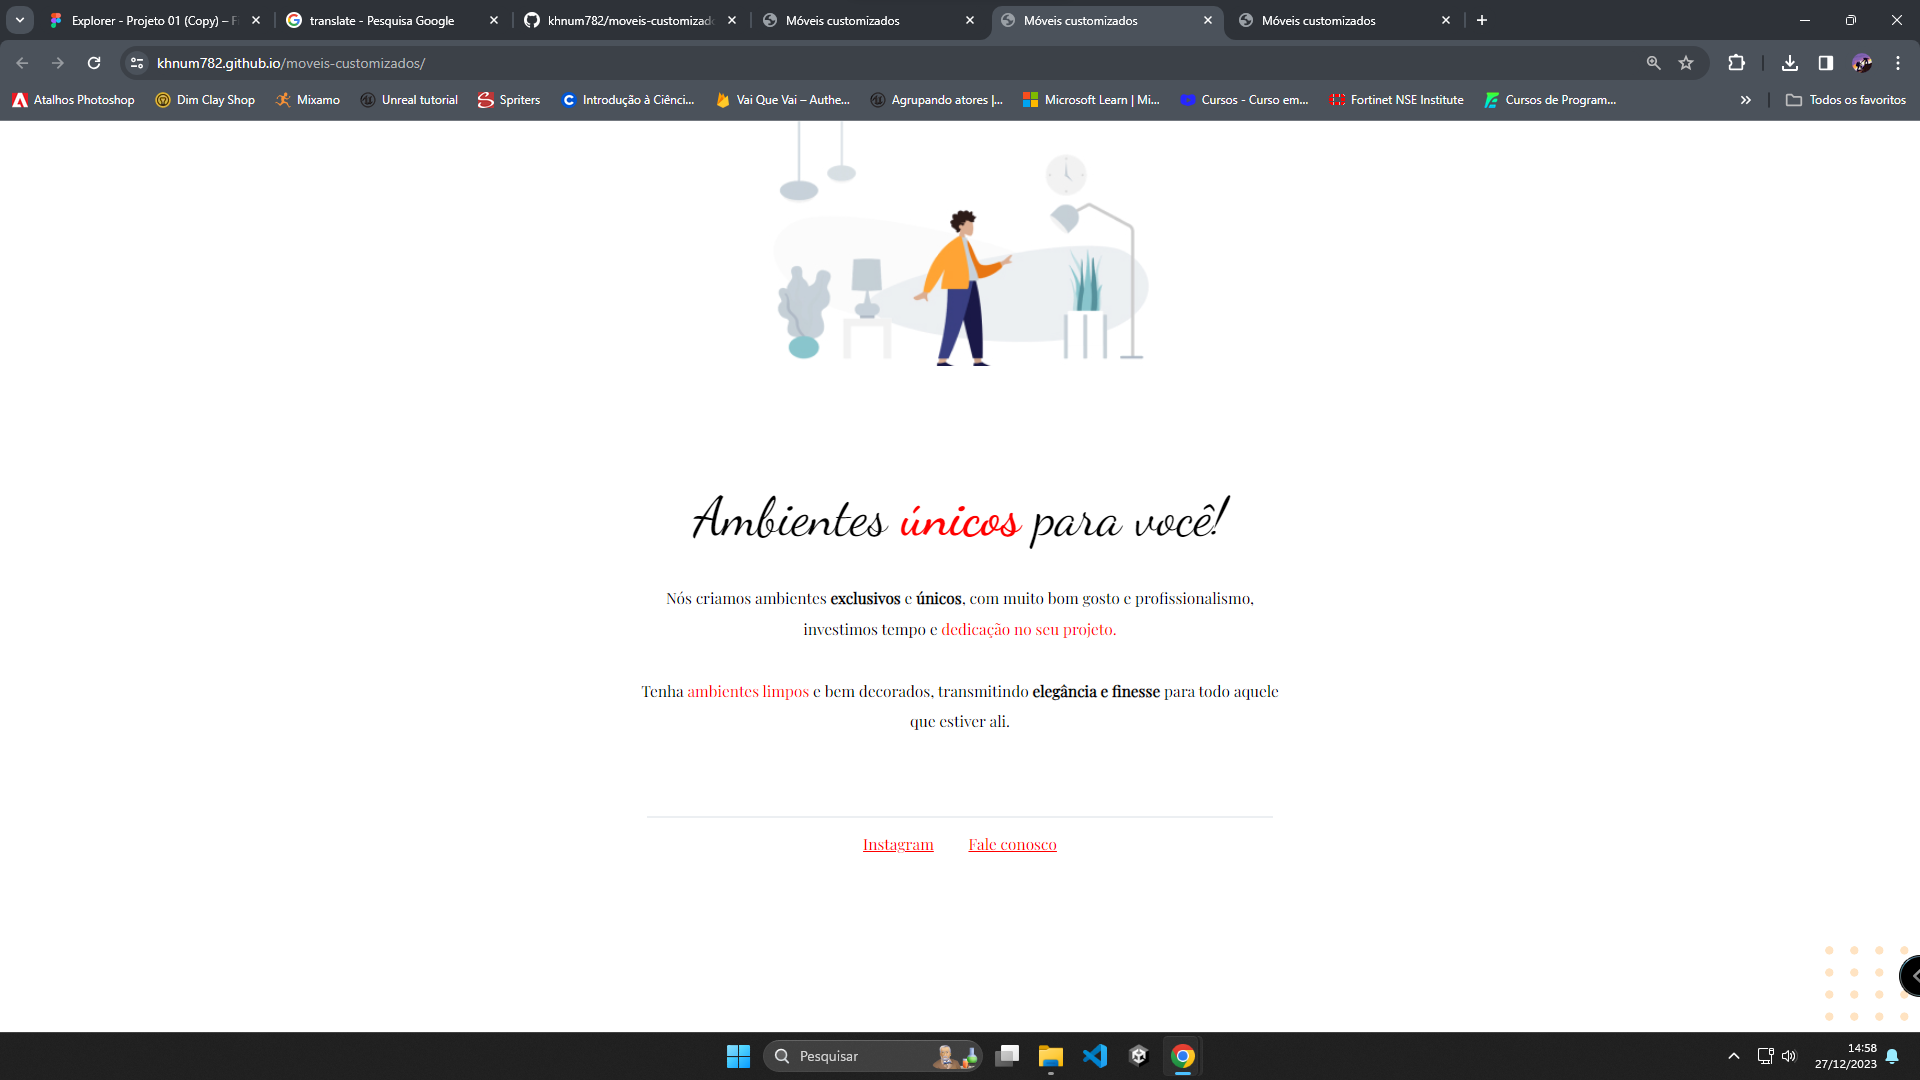 Explorer - Projeto 01 (Copy) – F
translate - Pesquisa Google
khnum782/moveis-customizado
Móveis customizados
Móveis customizados
Móveis customizados
khnum782.github.io/moveis-customizados/
Atalhos Photoshop
Dim Clay Shop
Mixamo
Unreal tutorial
Spriters
Introdução à Ciênci...
Vai Que Vai – Authe...
Agrupando atores |...
Microsoft Learn | Mi...
Cursos - Curso em...
Fortinet NSE Institute
Cursos de Program...
Todos os favoritos
Ambientes únicos para você!
Nós criamos ambientes exclusivos e únicos, com muito bom gosto e profissionalismo,
investimos tempo e dedicação no seu projeto.
Tenha ambientes limpos e bem decorados, transmitindo elegância e finesse para todo aquele
que estiver ali.
Instagram
Fale conosco
Pesquisar
14:58
27/12/2023